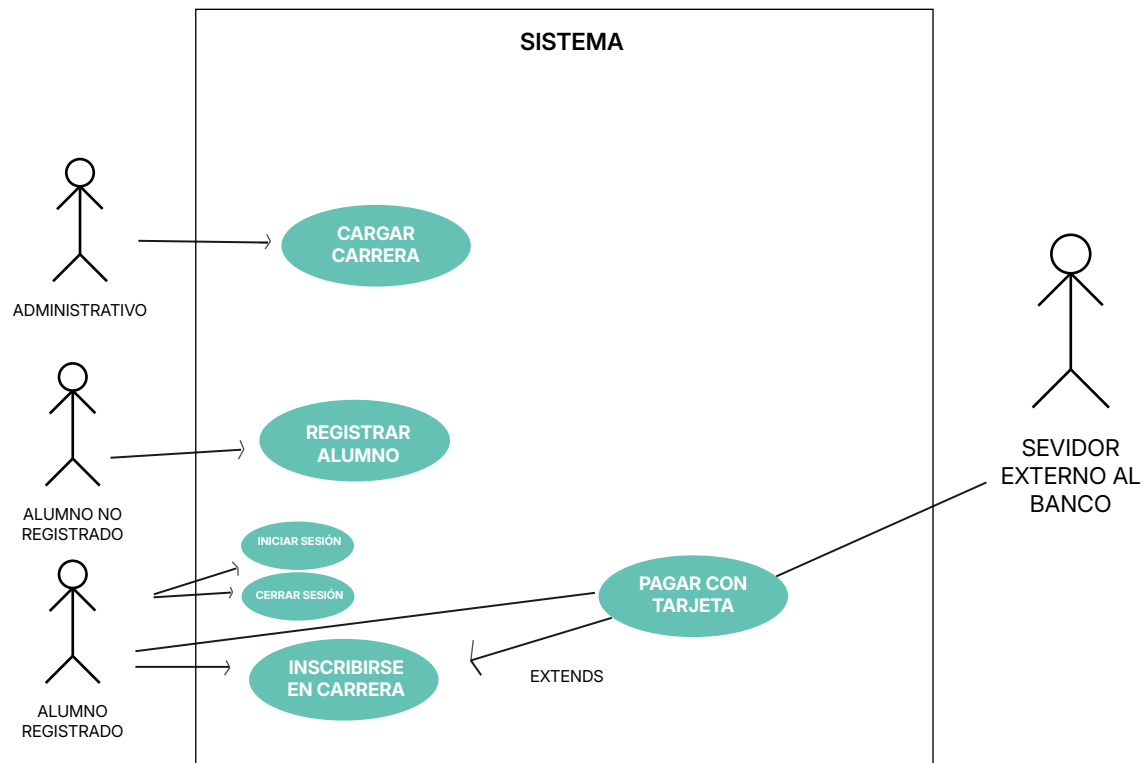 SISTEMA
CARGAR
CARRERA
ADMINISTRATIVO
REGISTRAR
ALUMNO
SEVIDOR
EXTERNO AL
BANCO
ALUMNO NO
REGISTRADO
INICIAR SESIÓN
CERRAR SESIÓN
PAGAR CON
TARJETA
INSCRIBIRSE
EN CARRERA
EXTENDS
ALUMNO
REGISTRADO